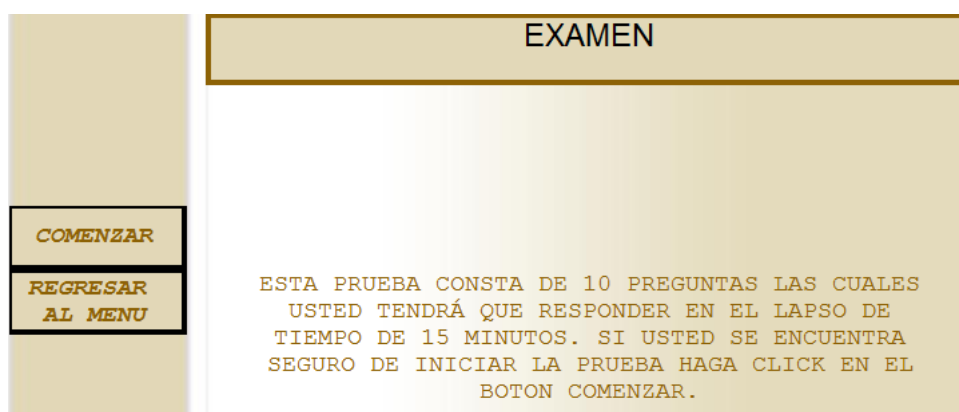 EXAMEN
COMENZAR
REGRESAR
AL MENU
ESTA PRUEBA CONSTA DE 10 PREGUNTAS LAS CUALES
USTED TENDRÁ QUE RESPONDER EN EL LAPSO DE
TIEMPO DE 15 MINUTOS. SI USTED SE ENCUENTRA
SEGURO DE INICIAR LA PRUEBA HAGA CLICK EN EL
BOTON COMENZAR.